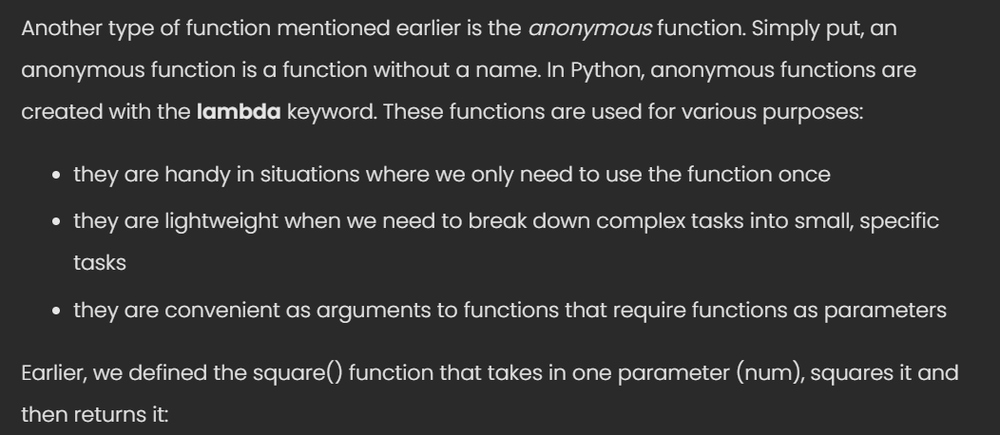 Another type of function mentioned earlier is the anonymous function. Simply put, an
anonymous function is a function without a name. In Python, anonymous functions are
created with the lambda keyword. These functions are used for various purposes:
• they are handy in situations where we only need to use the function once
• they are lightweight when we need to break down complex tasks into small, specific
tasks
• they are convenient as arguments to functions that require functions as parameters
Earlier, we defined the square() function that takes in one parameter (num), squares it and
then returns it: